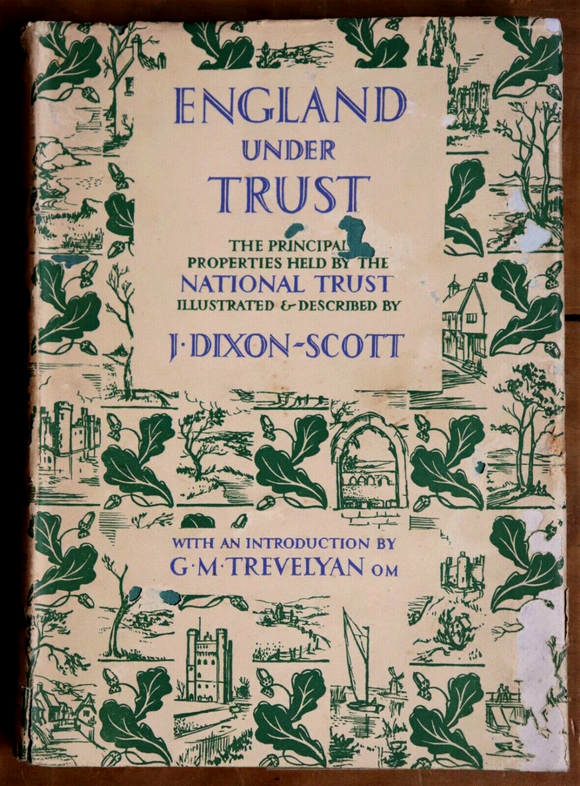 ENGLAND
UNDER
TRUST
THE PRINCIPAL
PROPERTIES HELD BY THE
NATIONAL TRUST
ILLUSTRATED & DESCRIBED BY
J·DIXON-SCOTT
WITH AN INTRODUCTION BY
G·M·TREVELYAN OM